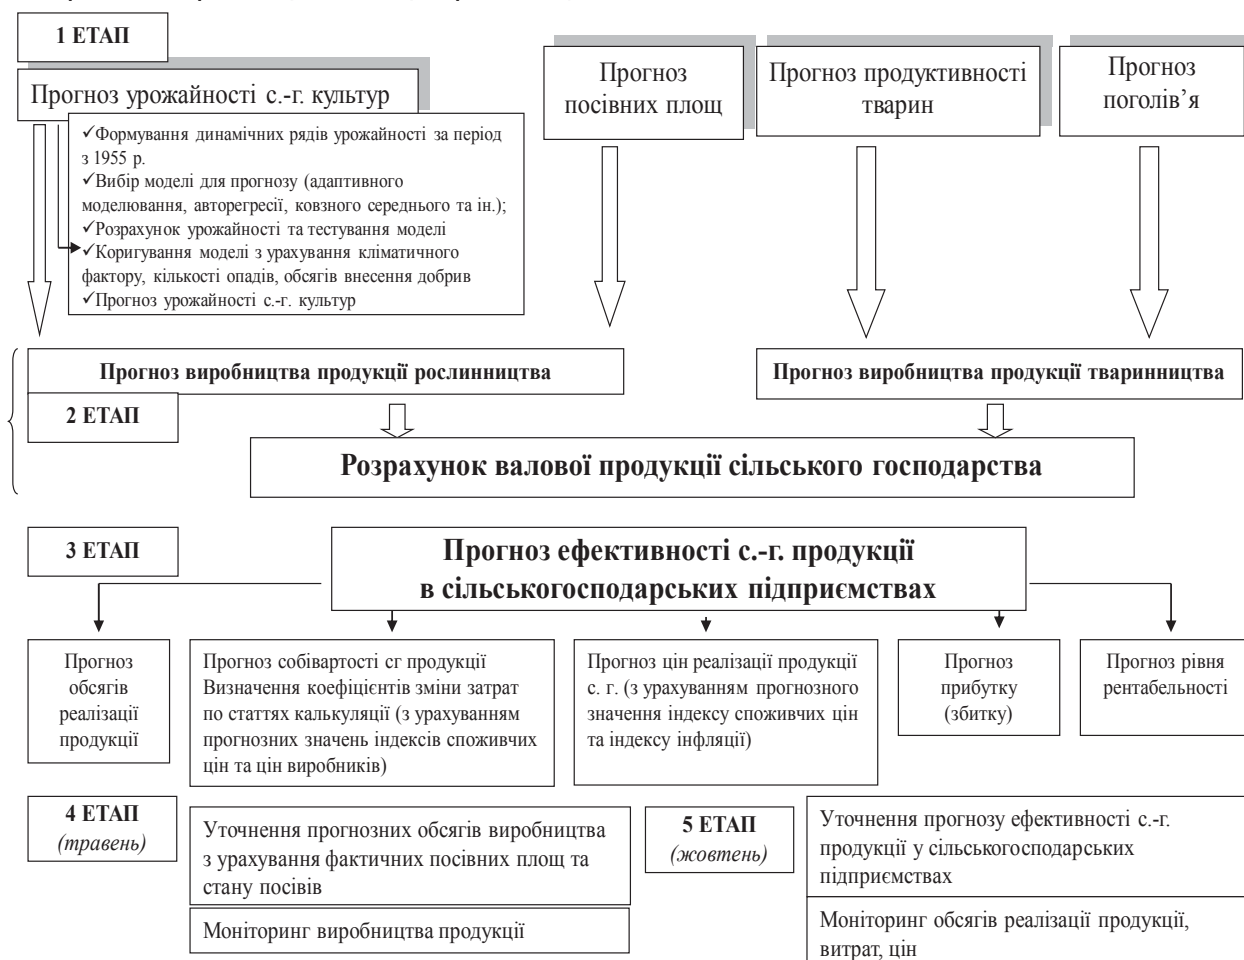 1 ЕТАП
Прогноз урожайності с.-г. культур
Прогноз
посівних площ
Прогноз продуктивності
тварин
Прогноз
поголів’я
✓Формування динамічних рядів урожайності за період
з 1955 р.
✓Вибір моделі для прогнозу (адаптивного
моделювання, авторегресії, ковзного середнього та ін.);
✓Розрахунок урожайності та тестування моделі
✓Коригування моделі з урахування кліматичного
фактору, кількості опадів, обсягів внесення добрив
✓Прогноз урожайності с.-г. культур
Прогноз виробництва продукції рослинництва
Прогноз виробництва продукції тваринництва
2 ЕТАП
Розрахунок валової продукції сільського господарства
3 ЕТАП
Прогноз ефективності с.-г. продукції
в сільськогосподарських підприємствах
Прогноз
обсягів
реалізації
продукції
Прогноз собівартості сг продукції
Визначення коефіцієнтів зміни затрат
по статтях калькуляції (з урахуванням
прогнозних значень індексів споживчих
цін та цін виробників)
Прогноз цін реалізації продукції
с. г. (з урахуванням прогнозного
значення індексу споживчих цін
та індексу інфляції)
Прогноз
прибутку
(збитку)
Прогноз рівня
рентабельності
4 ЕТАП
(травень)
Уточнення прогнозних обсягів виробництва
з урахування фактичних посівних площ та
стану посівів
Моніторинг виробництва продукції
5 ЕТАП
(жовтень)
Уточнення прогнозу ефективності с.-г.
продукції у сільськогосподарських
підприємствах
Моніторинг обсягів реалізації продукції,
витрат, цін